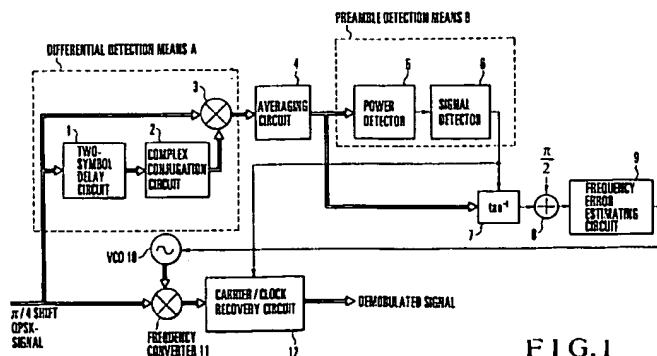 PREAMBLE DETECTION MEANS B
DIFFERENTIAL DETECTION MEANS A
3
4
AVERAGING
CIRCUIT
5
POWER
DETECTOR
6
SIGNAL
DETECTOR
1
TWO-
SYMBOL
DELAY
CIRCUIT
2
COMPLEX
CONJUGATION
CIRCUIT
tan⁻¹
7
π/2
8
9
FREQUENCY
ERROR
ESTIMATING
CIRCUIT
VCO 10
π/4 SHIFT
QPSK-
SIGNAL
FREQUENCY
CONVERTER 11
CARRIER/CLOCK
RECOVERY CIRCUIT
12
DEMODULATED SIGNAL
FIG.1